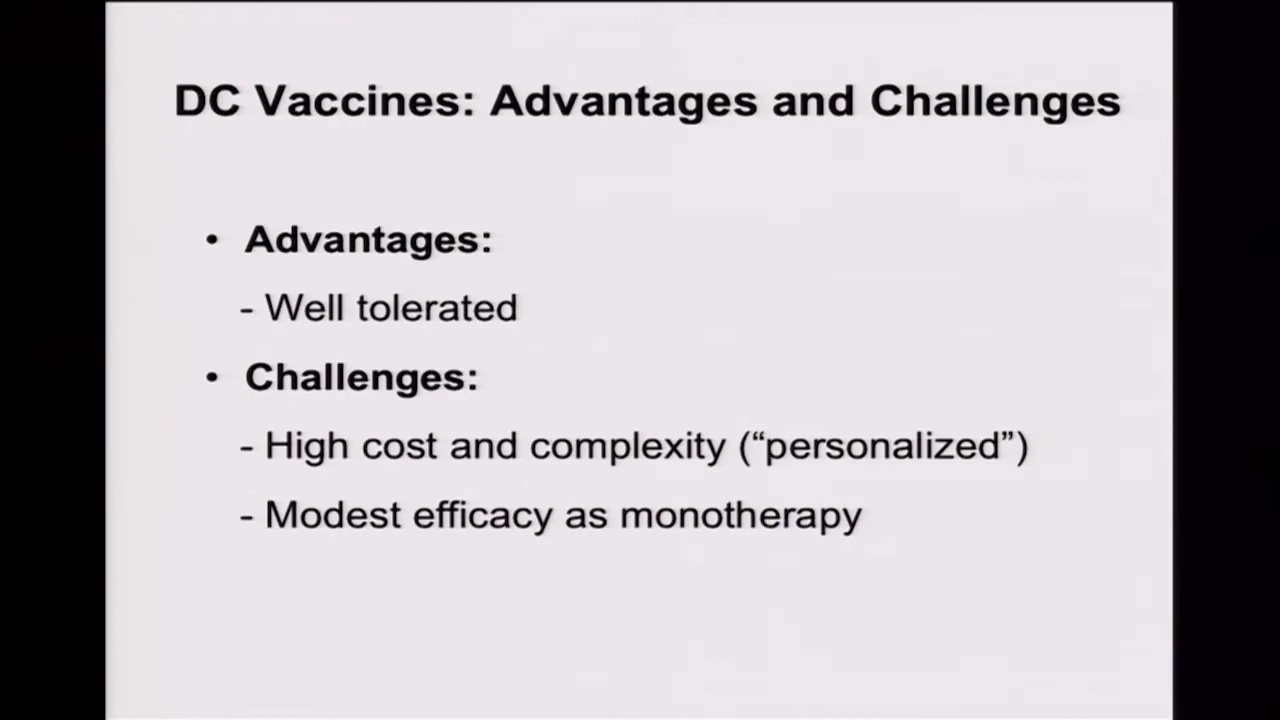 DC Vaccines: Advantages and Challenges
• Advantages:
- Well tolerated
• Challenges:
- High cost and complexity (“personalized”)
- Modest efficacy as monotherapy